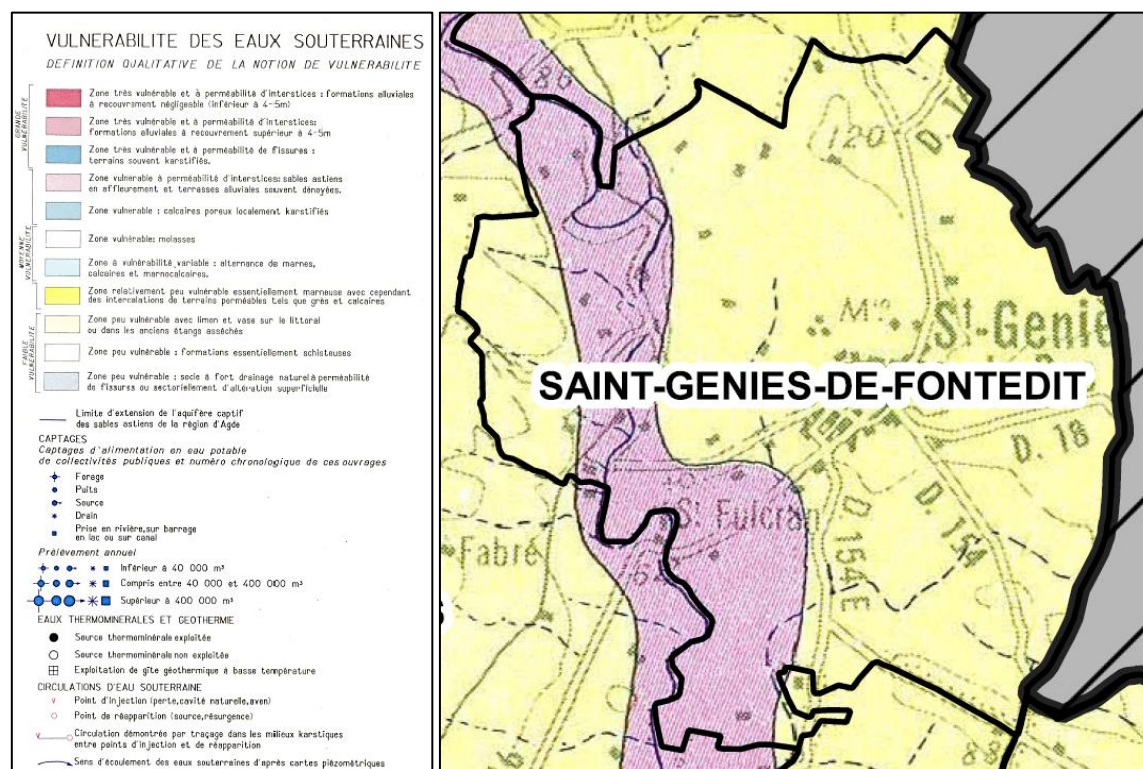 VULNERABILITE DES EAUX SOUTERRAINES
DEFINITION QUALITATIVE DE LA NOTION DE VULNERABILITE
GRANDE
VULNERABILITE
Zone très vulnérable et à perméabilité d'interstices : formations alluviales
à recouvrement négligeable (inférieur à 4-5m)
Zone très vulnérable et à perméabilité d'interstices:
formations alluviales à recouvrement supérieur à 4-5m
Zone très vulnérable et à perméabilité de fissures :
terrains souvent karstifiés.
Zone vulnérable à perméabilité d'interstices: sables astiens
en affleurement et terrasses alluviales souvent dénoyées.
Zone vulnerable : calcaires poreux localement karstifiés
MOYENNE
VULNERABILITE
Zone vulnérable: molasses
Zone à vulnérabilité variable : alternance de marnes,
calcaires et marnocalcaires.
Zone relativement peu vulnérable essentiellement marneuse avec cependant
des intercalations de terrains perméables tels que grès et calcaires
FAIBLE
VULNERABILITE
Zone peu vulnérable avec limon et vase sur le littoral
ou dans les anciens étangs asséchés
Zone peu vulnérable : formations essentiellement schisteuses
Zone peu vulnérable : socle à fort drainage naturel à perméabilité
de fissures ou sectoriellement d'altération superficielle
Limite d'extension de l'aquifère captif
des sables astiens de la région d'Agde
CAPTAGES
Captages d'alimentation en eau potable
de collectivités publiques et numéro chronologique de ces ouvrages
Forage
Puits
Source
Drain
Prise en rivière, sur barrage
en lac ou sur canal
Prélèvement annuel
Inférieur à 40 000 m³
Compris entre 40 000 et 400 000 m³
Supérieur à 400 000 m³
EAUX THERMOMINERALES ET GEOTHERMIE
Source thermominérale exploitée
Source thermominérale non exploitée
Exploitation de gîte géothermique à basse température
CIRCULATIONS D'EAU SOUTERRAINE
Point d'injection (perte, cavité naturelle, aven)
Point de réapparition (source, résurgence)
Circulation démontrée par traçage dans les milieux karstiques
entre points d'injection et de réapparition
Sens d'écoulement des eaux souterraines d'après cartes piézométriques
86
120
D.
Mⁱⁿ
Sᵗ-Geniè
SAINT-GENIES-DE-FONTEDIT
D. 18
Sᵗ Fulcran
Fabré
62
D. 154E
D. 154
88